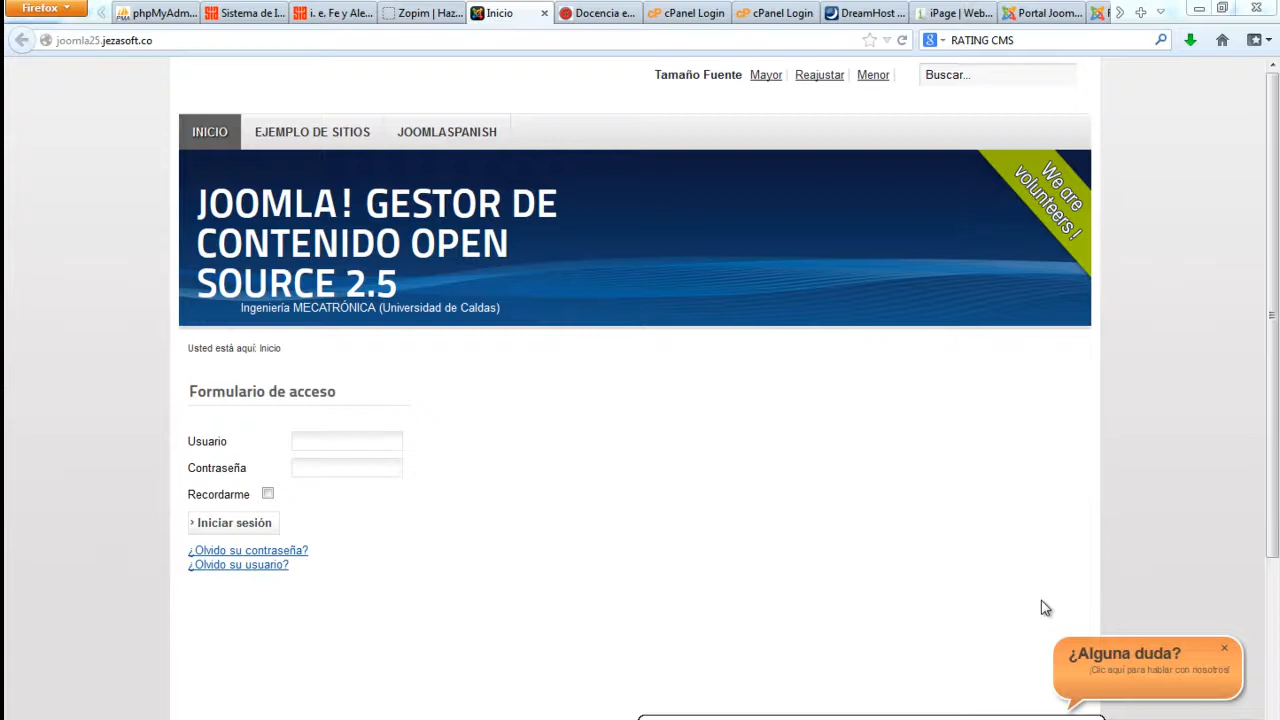 Firefox
phpMyAdm...
Sistema de I...
i. e. Fe y Ale...
Zopim | Haz...
Inicio
Docencia e...
cPanel Login
cPanel Login
DreamHost ...
iPage | Web...
Portal Joom...
joomla25.jezasoft.co
RATING CMS
Tamaño Fuente Mayor Reajustar Menor
Buscar...
INICIO EJEMPLO DE SITIOS JOOMLASPANISH
JOOMLA! GESTOR DE
CONTENIDO OPEN
SOURCE 2.5
Ingeniería MECATRÓNICA (Universidad de Caldas)
We are
volunteers!
Usted está aquí: Inicio
Formulario de acceso
Usuario
Contraseña
Recordarme
Iniciar sesión
¿Olvido su contraseña?
¿Olvido su usuario?
¿Alguna duda?
¡Clic aquí para hablar con nosotros!